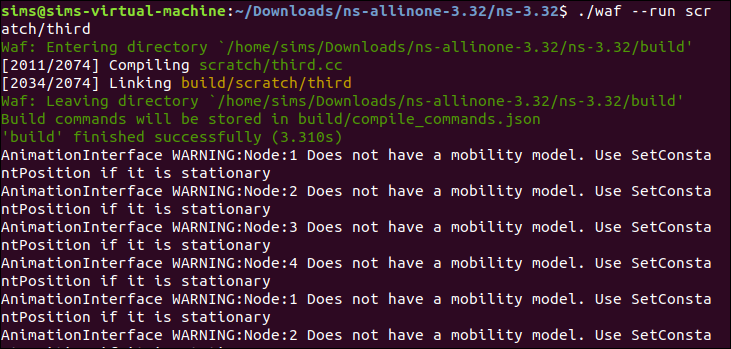 sims@sims-virtual-machine:~/Downloads/ns-allinone-3.32/ns-3.32$ ./waf --run scr
atch/third
Waf: Entering directory `/home/sims/Downloads/ns-allinone-3.32/ns-3.32/build'
[2011/2074] Compiling scratch/third.cc
[2034/2074] Linking build/scratch/third
Waf: Leaving directory `/home/sims/Downloads/ns-allinone-3.32/ns-3.32/build'
Build commands will be stored in build/compile_commands.json
'build' finished successfully (3.310s)
AnimationInterface WARNING:Node:1 Does not have a mobility model. Use SetConsta
ntPosition if it is stationary
AnimationInterface WARNING:Node:2 Does not have a mobility model. Use SetConsta
ntPosition if it is stationary
AnimationInterface WARNING:Node:3 Does not have a mobility model. Use SetConsta
ntPosition if it is stationary
AnimationInterface WARNING:Node:4 Does not have a mobility model. Use SetConsta
ntPosition if it is stationary
AnimationInterface WARNING:Node:1 Does not have a mobility model. Use SetConsta
ntPosition if it is stationary
AnimationInterface WARNING:Node:2 Does not have a mobility model. Use SetConsta